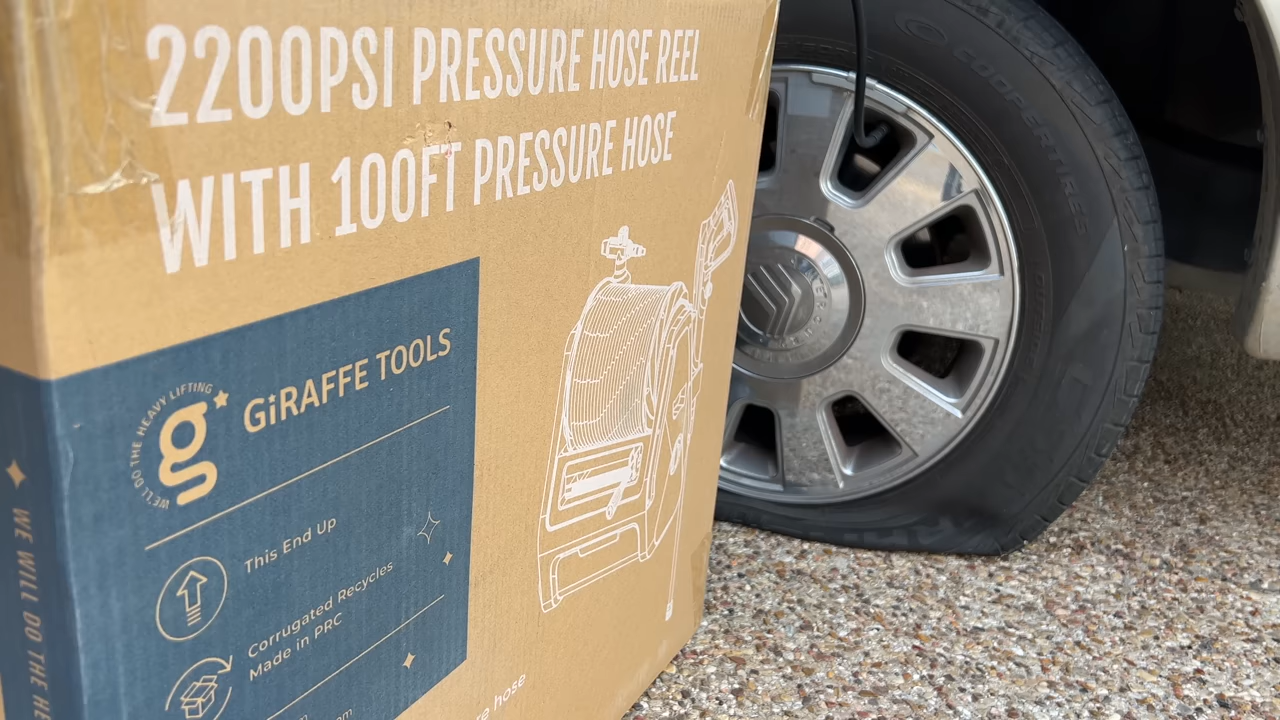 2200PSI PRESSURE HOSE REEL
WITH 100FT PRESSURE HOSE
WE'LL DO THE HEAVY LIFTING
g
GiRAFFE TOOLS
This End Up
Corrugated Recycles
Made in PRC
hose
WE WILL DO THE HE
COOPERTIRES